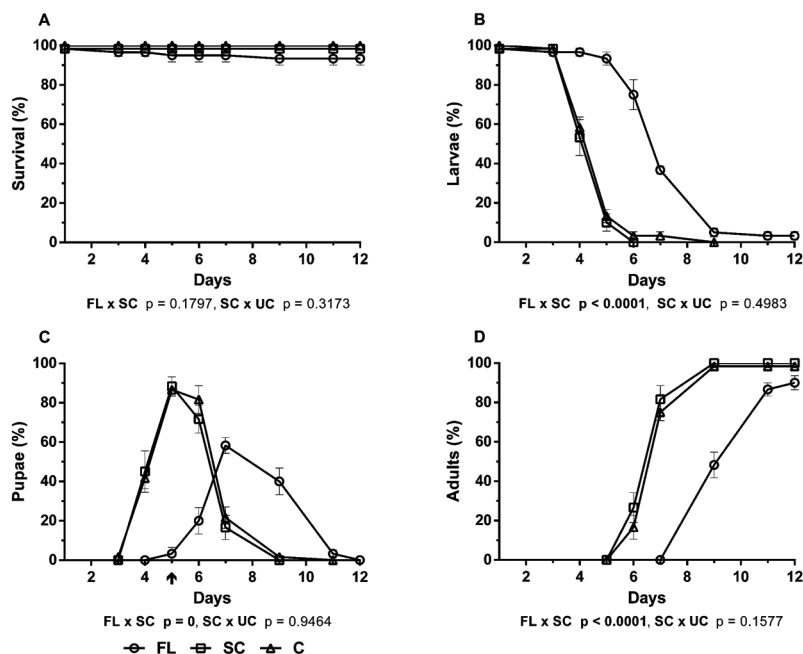 A
100
80
60
40
20
0
Survival (%)
2 4 6 8 10 12
Days
FL x SC p = 0.1797, SC x UC p = 0.3173
B
100
80
60
40
20
0
Larvae (%)
2 4 6 8 10 12
Days
FL x SC p < 0.0001, SC x UC p = 0.4983
C
100
80
60
40
20
0
Pupae (%)
2 4 6 8 10 12
Days
FL x SC p = 0, SC x UC p = 0.9464
FL SC C
D
100
80
60
40
20
0
Adults (%)
2 4 6 8 10 12
Days
FL x SC p < 0.0001, SC x UC p = 0.1577